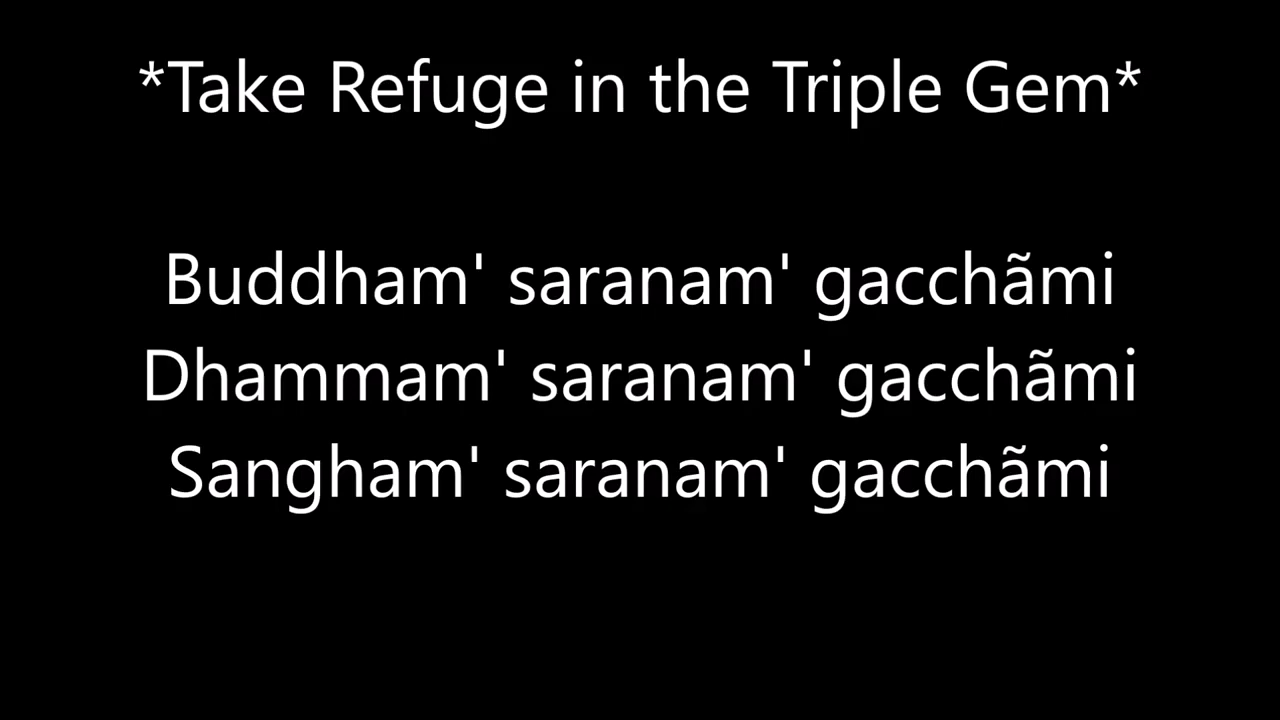 *Take Refuge in the Triple Gem*
Buddham' saranam' gacchãmi
Dhammam' saranam' gacchãmi
Sangham' saranam' gacchãmi